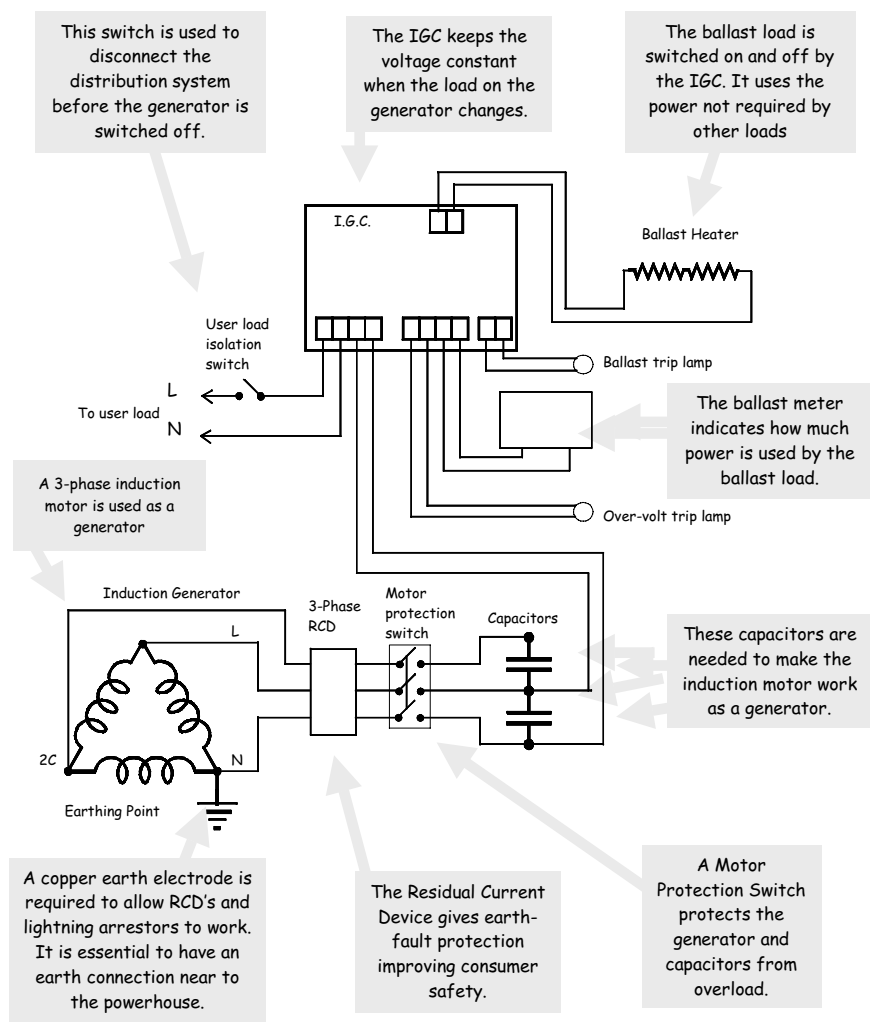 This switch is used to
disconnect the
distribution system
before the generator is
switched off.
The IGC keeps the
voltage constant
when the load on the
generator changes.
The ballast load is
switched on and off by
the IGC. It uses the
power not required by
other loads
I.G.C.
Ballast Heater
User load
isolation
switch
Ballast trip lamp
L
To user load
N
The ballast meter
indicates how much
power is used by the
ballast load.
A 3-phase induction
motor is used as a
generator
Over-volt trip lamp
Induction Generator
3-Phase
RCD
Motor
protection
switch
Capacitors
L
These capacitors are
needed to make the
induction motor work
as a generator.
2C
N
Earthing Point
A copper earth electrode is
required to allow RCD's and
lightning arrestors to work.
It is essential to have an
earth connection near to
the powerhouse.
The Residual Current
Device gives earth-
fault protection
improving consumer
safety.
A Motor
Protection Switch
protects the
generator and
capacitors from
overload.